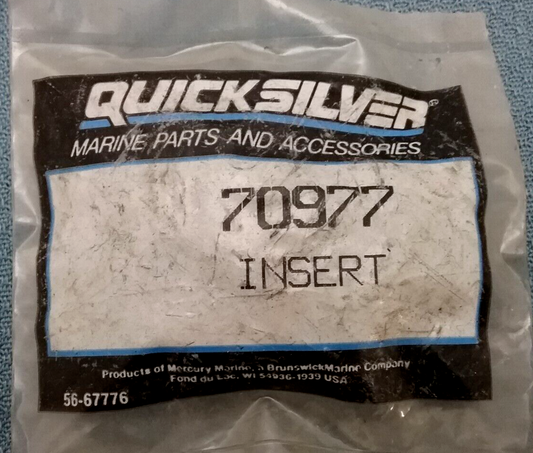 QUICKSILVER®
MARINE PARTS AND ACCESSORIES
70977
INSERT
Products of Mercury Marine, a Brunswick Marine Company
Fond du Lac, WI 54936-1939 USA
56-67776